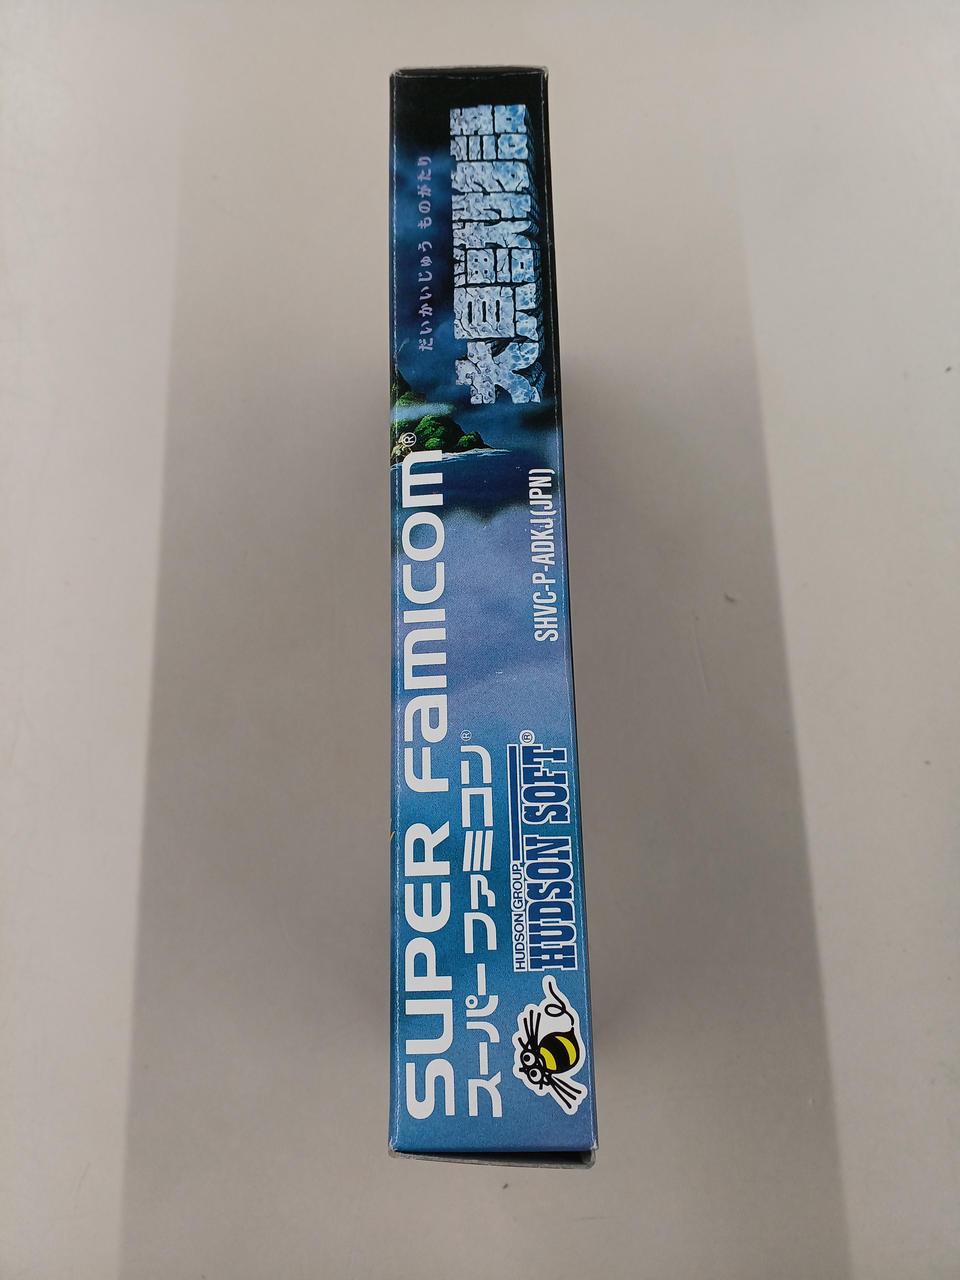 SUPER Famicom®
スーパーファミコン®
HUDSON GROUP
HUDSON SOFT®
SHVC-P-ADKJ(JPN)
だいかいじゅう ものがたり
大貝獣物語